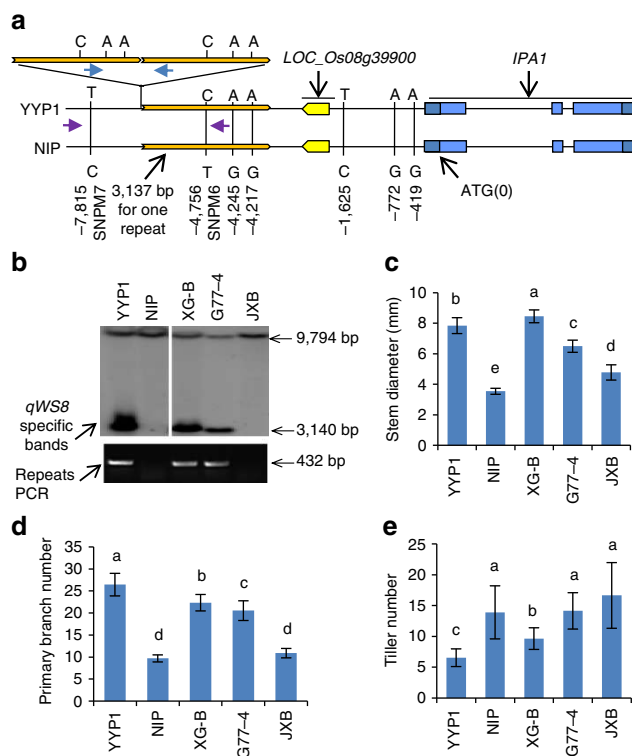 a
C A A C A A
LOC_Os08g39900
IPA1
T C A A T A A
YYP1
NIP
C T G G C G G
−7,815
SNPM7
3,137 bp
for one
repeat
−4,756
SNPM6
−4,245
−4,217
−1,625
−772
−419
ATG(0)
b
YYP1 NIP XG-B G77–4 JXB
9,794 bp
qWS8
specific
bands
3,140 bp
Repeats
PCR
432 bp
c
Stem diameter (mm)
10
8
6
4
2
0
b e a c d
YYP1 NIP XG-B G77–4 JXB
d
Primary branch number
35
30
25
20
15
10
5
0
a d b c d
YYP1 NIP XG-B G77–4 JXB
e
Tiller number
25
20
15
10
5
0
c a b a a
YYP1 NIP XG-B G77–4 JXB